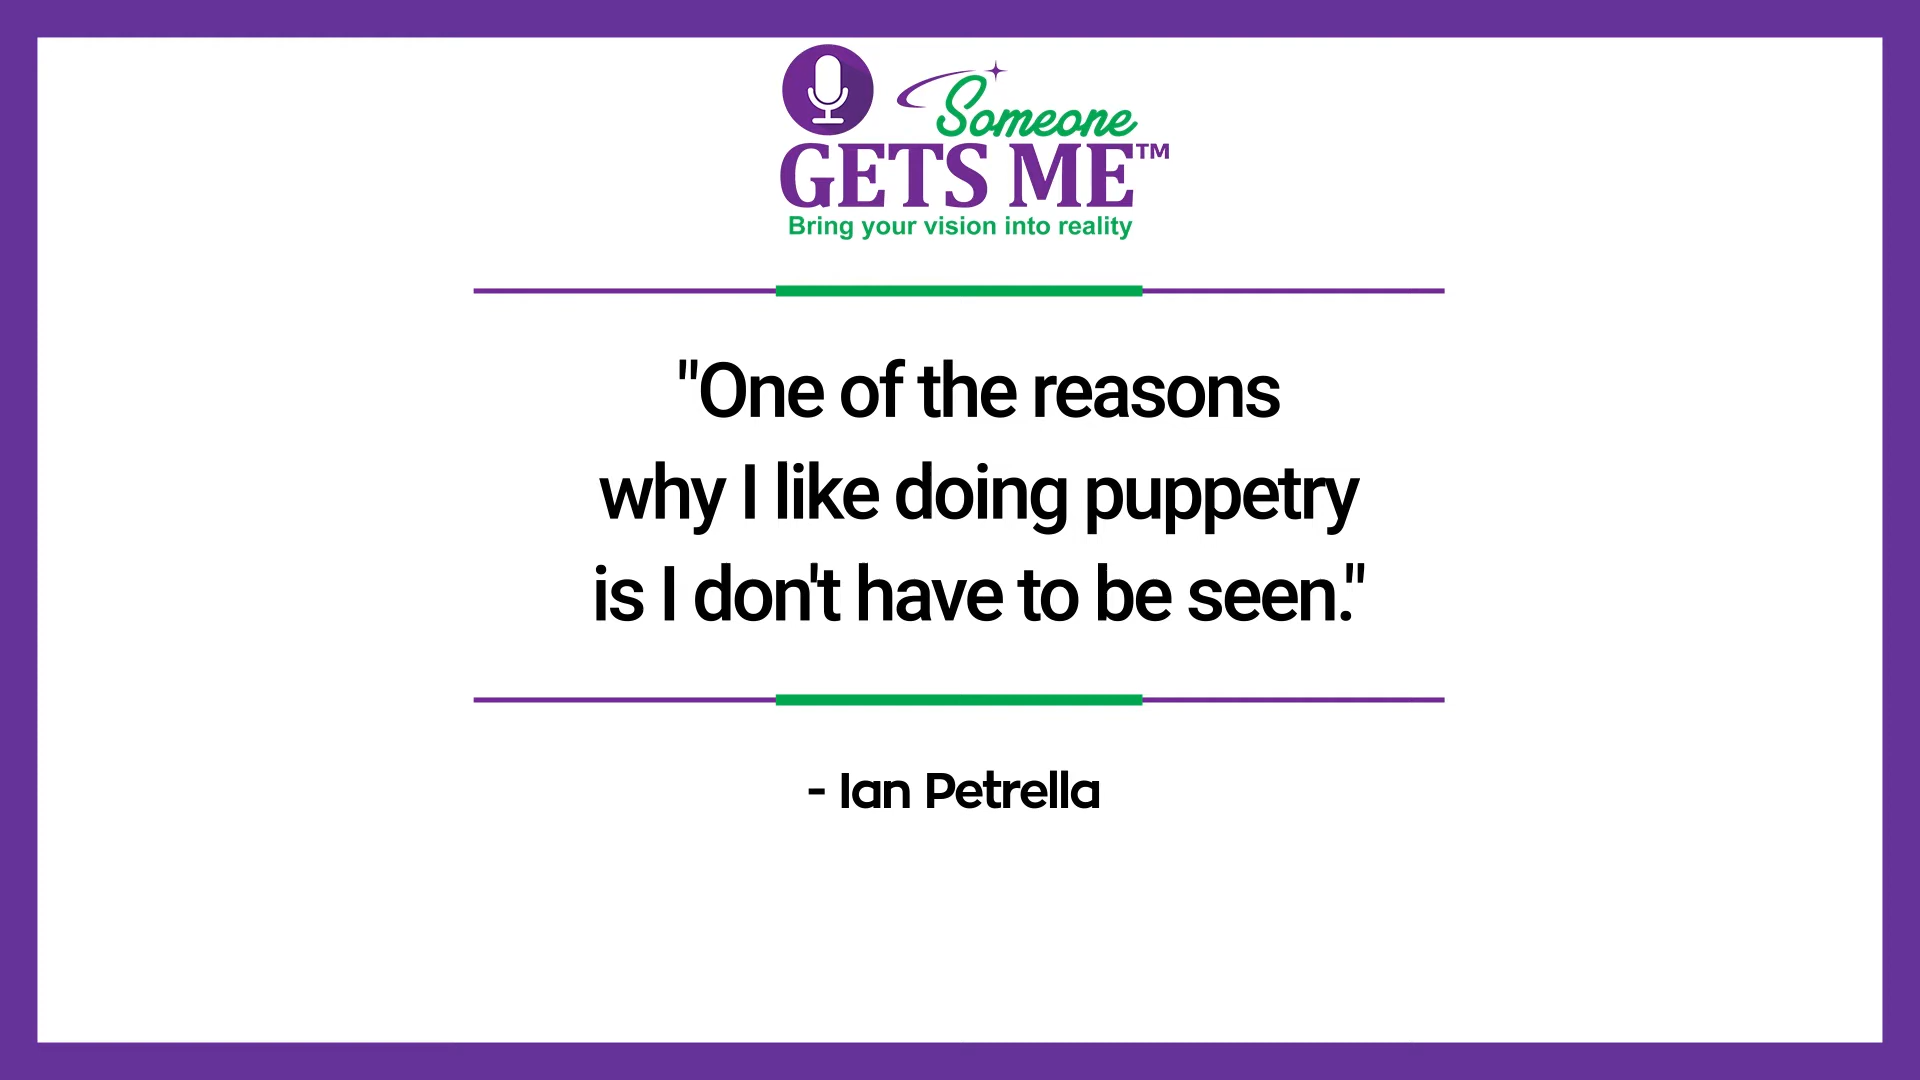 Someone
GETS ME™
Bring your vision into reality
"One of the reasons
why I like doing puppetry
is I don't have to be seen."
- Ian Petrella